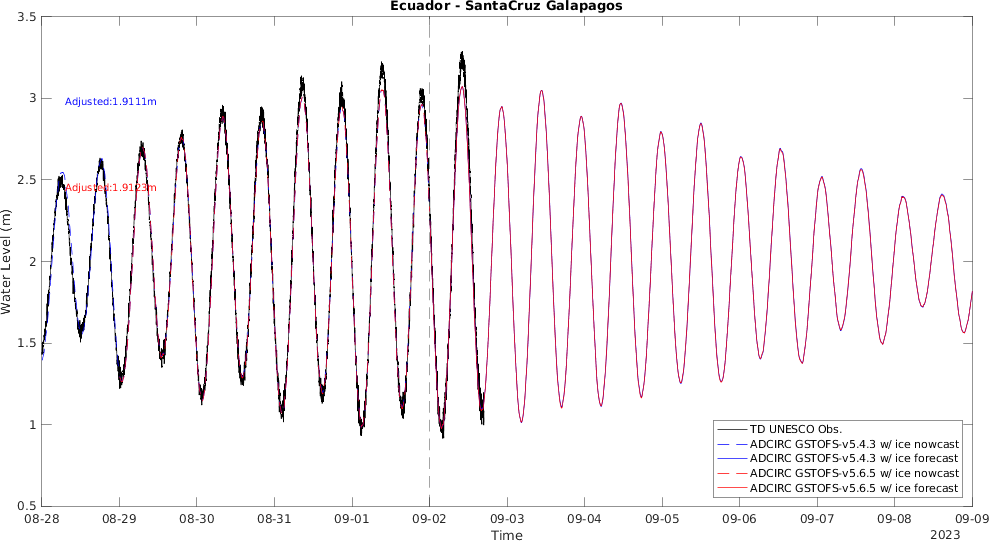 Ecuador - SantaCruz Galapagos
3.5
3
2.5
2
1.5
1
0.5
Water Level (m)
Adjusted:1.9111m
Adjusted:1.9123m
TD UNESCO Obs.
ADCIRC GSTOFS-v5.4.3 w/ ice nowcast
ADCIRC GSTOFS-v5.4.3 w/ ice forecast
ADCIRC GSTOFS-v5.6.5 w/ ice nowcast
ADCIRC GSTOFS-v5.6.5 w/ ice forecast
08-28 08-29 08-30 08-31 09-01 09-02 09-03 09-04 09-05 09-06 09-07 09-08 09-09
Time
2023